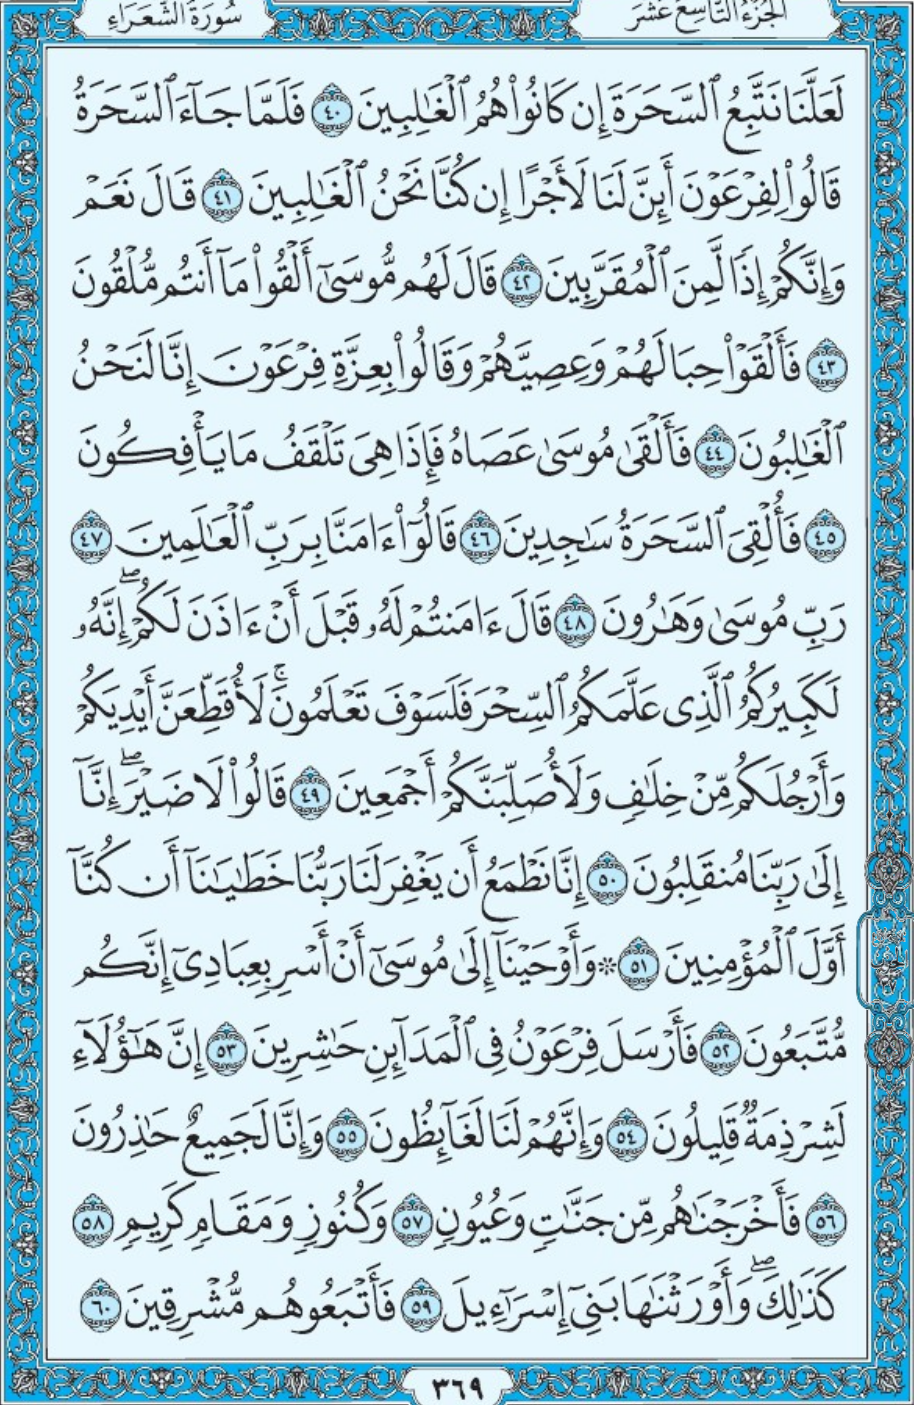 سُورَةُ الشُّعَرَاءِ
الجُزْءُ التَّاسِعَ عَشَرَ
لَعَلَّنَا نَتَّبِعُ ٱلسَّحَرَةَ إِن كَانُوا۟ هُمُ ٱلْغَٰلِبِينَ ٤٠ فَلَمَّا جَآءَ ٱلسَّحَرَةُ
قَالُوا۟ لِفِرْعَوْنَ أَئِنَّ لَنَا لَأَجْرًا إِن كُنَّا نَحْنُ ٱلْغَٰلِبِينَ ٤١ قَالَ نَعَمْ
وَإِنَّكُمْ إِذًا لَّمِنَ ٱلْمُقَرَّبِينَ ٤٢ قَالَ لَهُم مُّوسَىٰٓ أَلْقُوا۟ مَآ أَنتُم مُّلْقُونَ
٤٣ فَأَلْقَوْا۟ حِبَالَهُمْ وَعِصِيَّهُمْ وَقَالُوا۟ بِعِزَّةِ فِرْعَوْنَ إِنَّا لَنَحْنُ
ٱلْغَٰلِبُونَ ٤٤ فَأَلْقَىٰ مُوسَىٰ عَصَاهُ فَإِذَا هِىَ تَلْقَفُ مَا يَأْفِكُونَ
٤٥ فَأُلْقِىَ ٱلسَّحَرَةُ سَٰجِدِينَ ٤٦ قَالُوٓا۟ ءَامَنَّا بِرَبِّ ٱلْعَٰلَمِينَ ٤٧
رَبِّ مُوسَىٰ وَهَٰرُونَ ٤٨ قَالَ ءَامَنتُمْ لَهُۥ قَبْلَ أَنْ ءَاذَنَ لَكُمْ ۖ إِنَّهُۥ
لَكَبِيرُكُمُ ٱلَّذِى عَلَّمَكُمُ ٱلسِّحْرَ فَلَسَوْفَ تَعْلَمُونَ ۚ لَأُقَطِّعَنَّ أَيْدِيَكُمْ
وَأَرْجُلَكُم مِّنْ خِلَٰفٍ وَلَأُصَلِّبَنَّكُمْ أَجْمَعِينَ ٤٩ قَالُوا۟ لَا ضَيْرَ ۖ إِنَّآ
إِلَىٰ رَبِّنَا مُنقَلِبُونَ ٥٠ إِنَّا نَطْمَعُ أَن يَغْفِرَ لَنَا رَبُّنَا خَطَٰيَٰنَآ أَن كُنَّآ
أَوَّلَ ٱلْمُؤْمِنِينَ ٥١ ۞ وَأَوْحَيْنَآ إِلَىٰ مُوسَىٰٓ أَنْ أَسْرِ بِعِبَادِىٓ إِنَّكُم
مُّتَّبَعُونَ ٥٢ فَأَرْسَلَ فِرْعَوْنُ فِى ٱلْمَدَآئِنِ حَٰشِرِينَ ٥٣ إِنَّ هَٰٓؤُلَآءِ
لَشِرْذِمَةٌ قَلِيلُونَ ٥٤ وَإِنَّهُمْ لَنَا لَغَآئِظُونَ ٥٥ وَإِنَّا لَجَمِيعٌ حَٰذِرُونَ
٥٦ فَأَخْرَجْنَٰهُم مِّن جَنَّٰتٍ وَعُيُونٍ ٥٧ وَكُنُوزٍ وَمَقَامٍ كَرِيمٍ ٥٨
كَذَٰلِكَ ۖ وَأَوْرَثْنَٰهَا بَنِىٓ إِسْرَٰٓءِيلَ ٥٩ فَأَتْبَعُوهُم مُّشْرِقِينَ ٦٠
٣٦٩